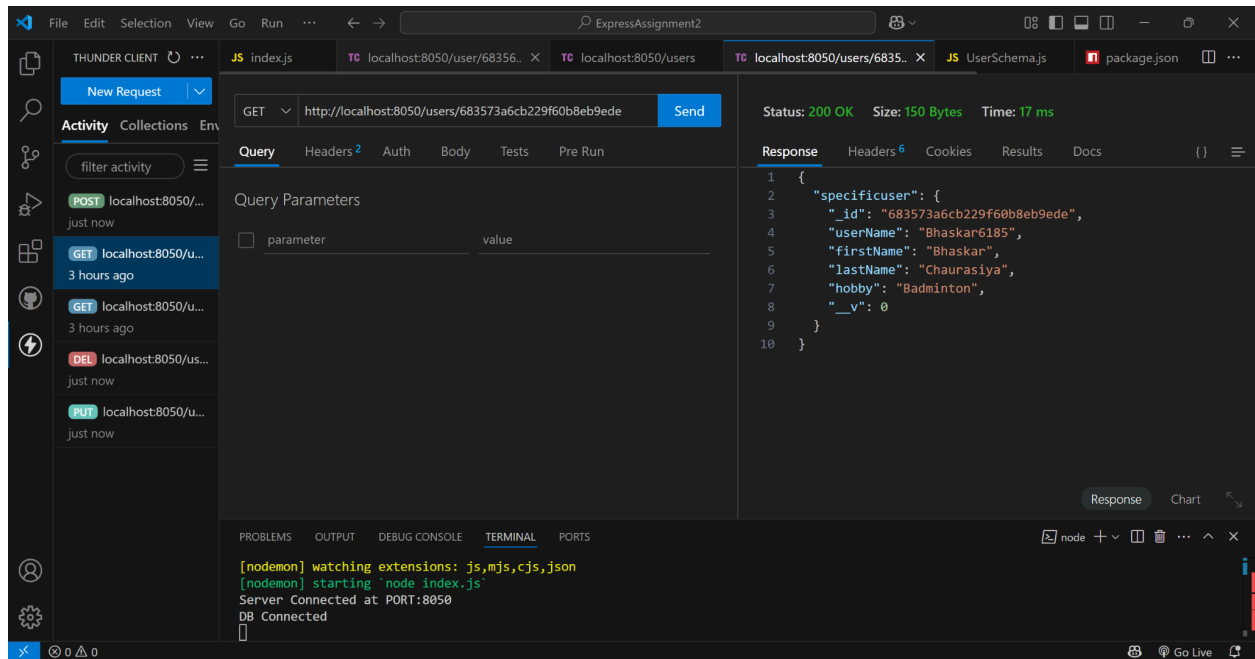 File Edit Selection View Go Run ··· ExpressAssignment2
THUNDER CLIENT ···
JS index.js TC localhost:8050/user/68356.. TC localhost:8050/users TC localhost:8050/users/6835.. JS UserSchema.js package.json ···
New Request
Activity Collections Env
filter activity
POST localhost:8050/...
just now
GET localhost:8050/u...
3 hours ago
GET localhost:8050/u...
3 hours ago
DEL localhost:8050/us...
just now
PUT localhost:8050/u...
just now
GET http://localhost:8050/users/683573a6cb229f60b8eb9ede Send
Query Headers 2 Auth Body Tests Pre Run
Query Parameters
parameter value
Status: 200 OK Size: 150 Bytes Time: 17 ms
Response Headers 6 Cookies Results Docs {}
1 {
2 "specificuser": {
3 "_id": "683573a6cb229f60b8eb9ede",
4 "userName": "Bhaskar6185",
5 "firstName": "Bhaskar",
6 "lastName": "Chaurasiya",
7 "hobby": "Badminton",
8 "__v": 0
9 }
10 }
Response Chart
PROBLEMS OUTPUT DEBUG CONSOLE TERMINAL PORTS node ···
[nodemon] watching extensions: js,mjs,cjs,json
[nodemon] starting `node index.js`
Server Connected at PORT:8050
DB Connected
0 0 Go Live